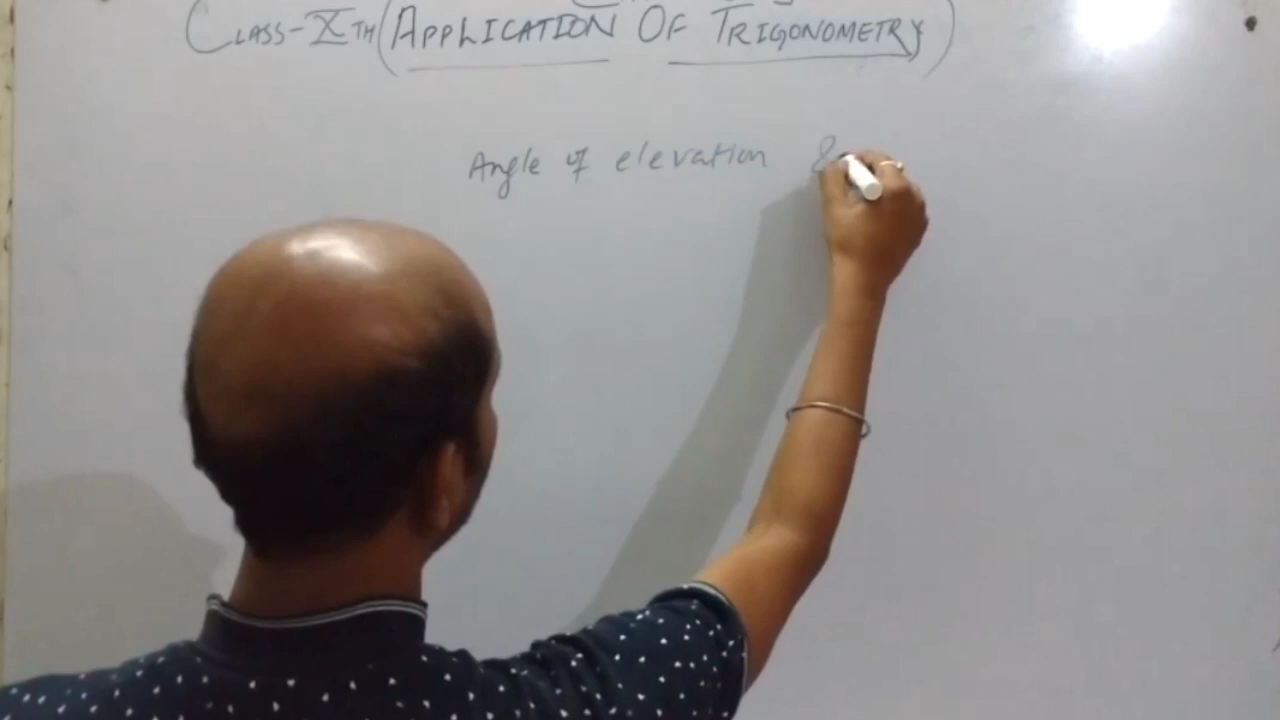 CLASS-XTH (APPLICATION OF TRIGONOMETRY)
Angle of elevation &